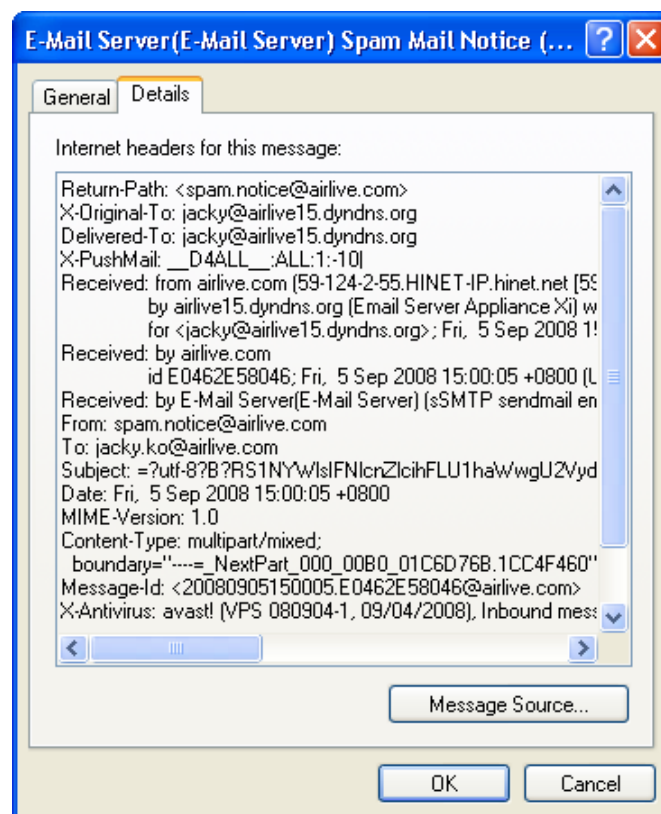 E-Mail Server(E-Mail Server) Spam Mail Notice (...
General Details
Internet headers for this message:
Return-Path: <spam.notice@airlive.com>
X-Original-To: jacky@airlive15.dyndns.org
Delivered-To: jacky@airlive15.dyndns.org
X-PushMail: __D4ALL__:ALL:1:-10|
Received: from airlive.com (59-124-2-55.HINET-IP.hinet.net [59
by airlive15.dyndns.org (Email Server Appliance Xi) w
for <jacky@airlive15.dyndns.org>; Fri, 5 Sep 2008 1
Received: by airlive.com
id E0462E58046; Fri, 5 Sep 2008 15:00:05 +0800 (
Received: by E-Mail Server(E-Mail Server) (sSMTP sendmail en
From: spam.notice@airlive.com
To: jacky.ko@airlive.com
Subject: =?utf-8?B?RS1NYWlsIFNlcnZlcihFLU1haWwgU2Vyd
Date: Fri, 5 Sep 2008 15:00:05 +0800
MIME-Version: 1.0
Content-Type: multipart/mixed;
boundary="----=_NextPart_000_00B0_01C6D76B.1CC4F460"
Message-Id: <20080905150005.E0462E58046@airlive.com>
X-Antivirus: avast! (VPS 080904-1, 09/04/2008), Inbound mess
Message Source...
OK Cancel